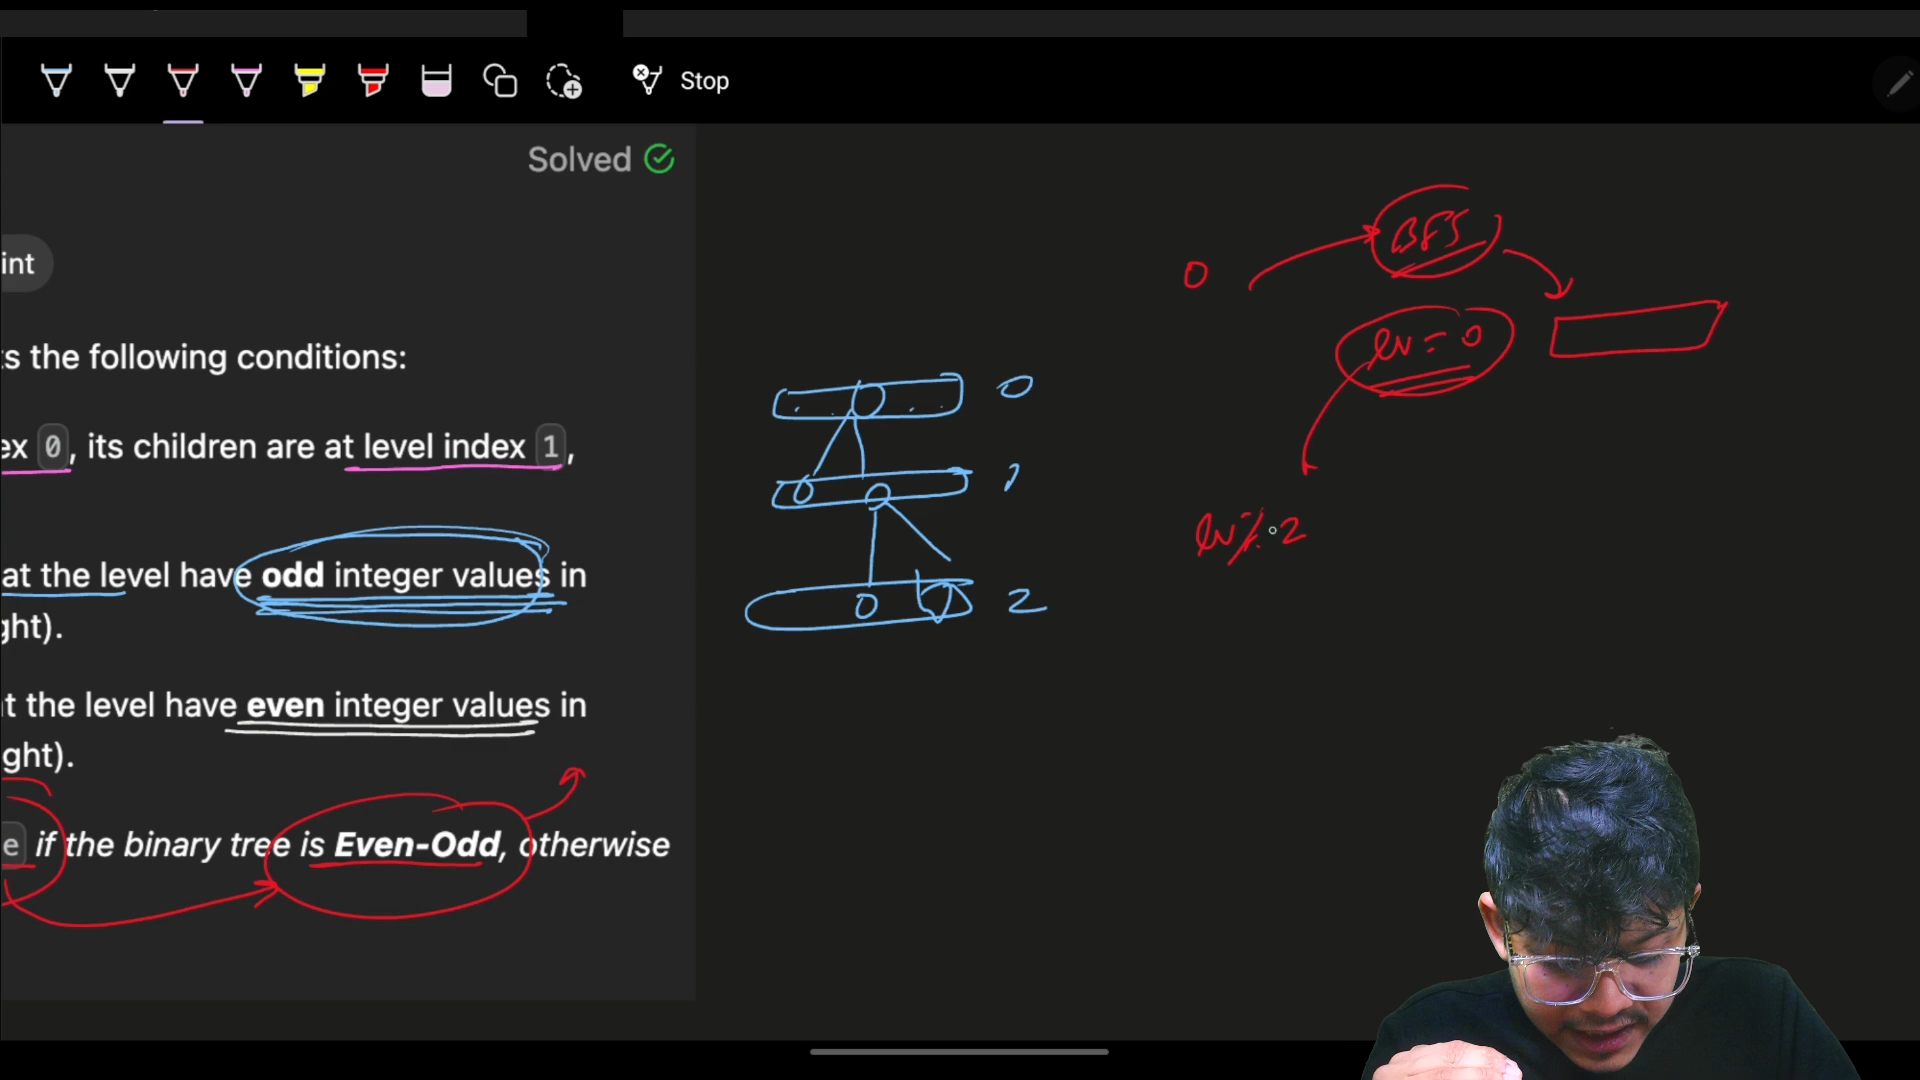 Stop
Solved
int
s the following conditions:
ex 0, its children are at level index 1,
at the level have odd integer values in
ght).
t the level have even integer values in
ght).
e if the binary tree is Even-Odd, otherwise
0
1
0
0
2
0
BFS
lv = 0
lv % 2